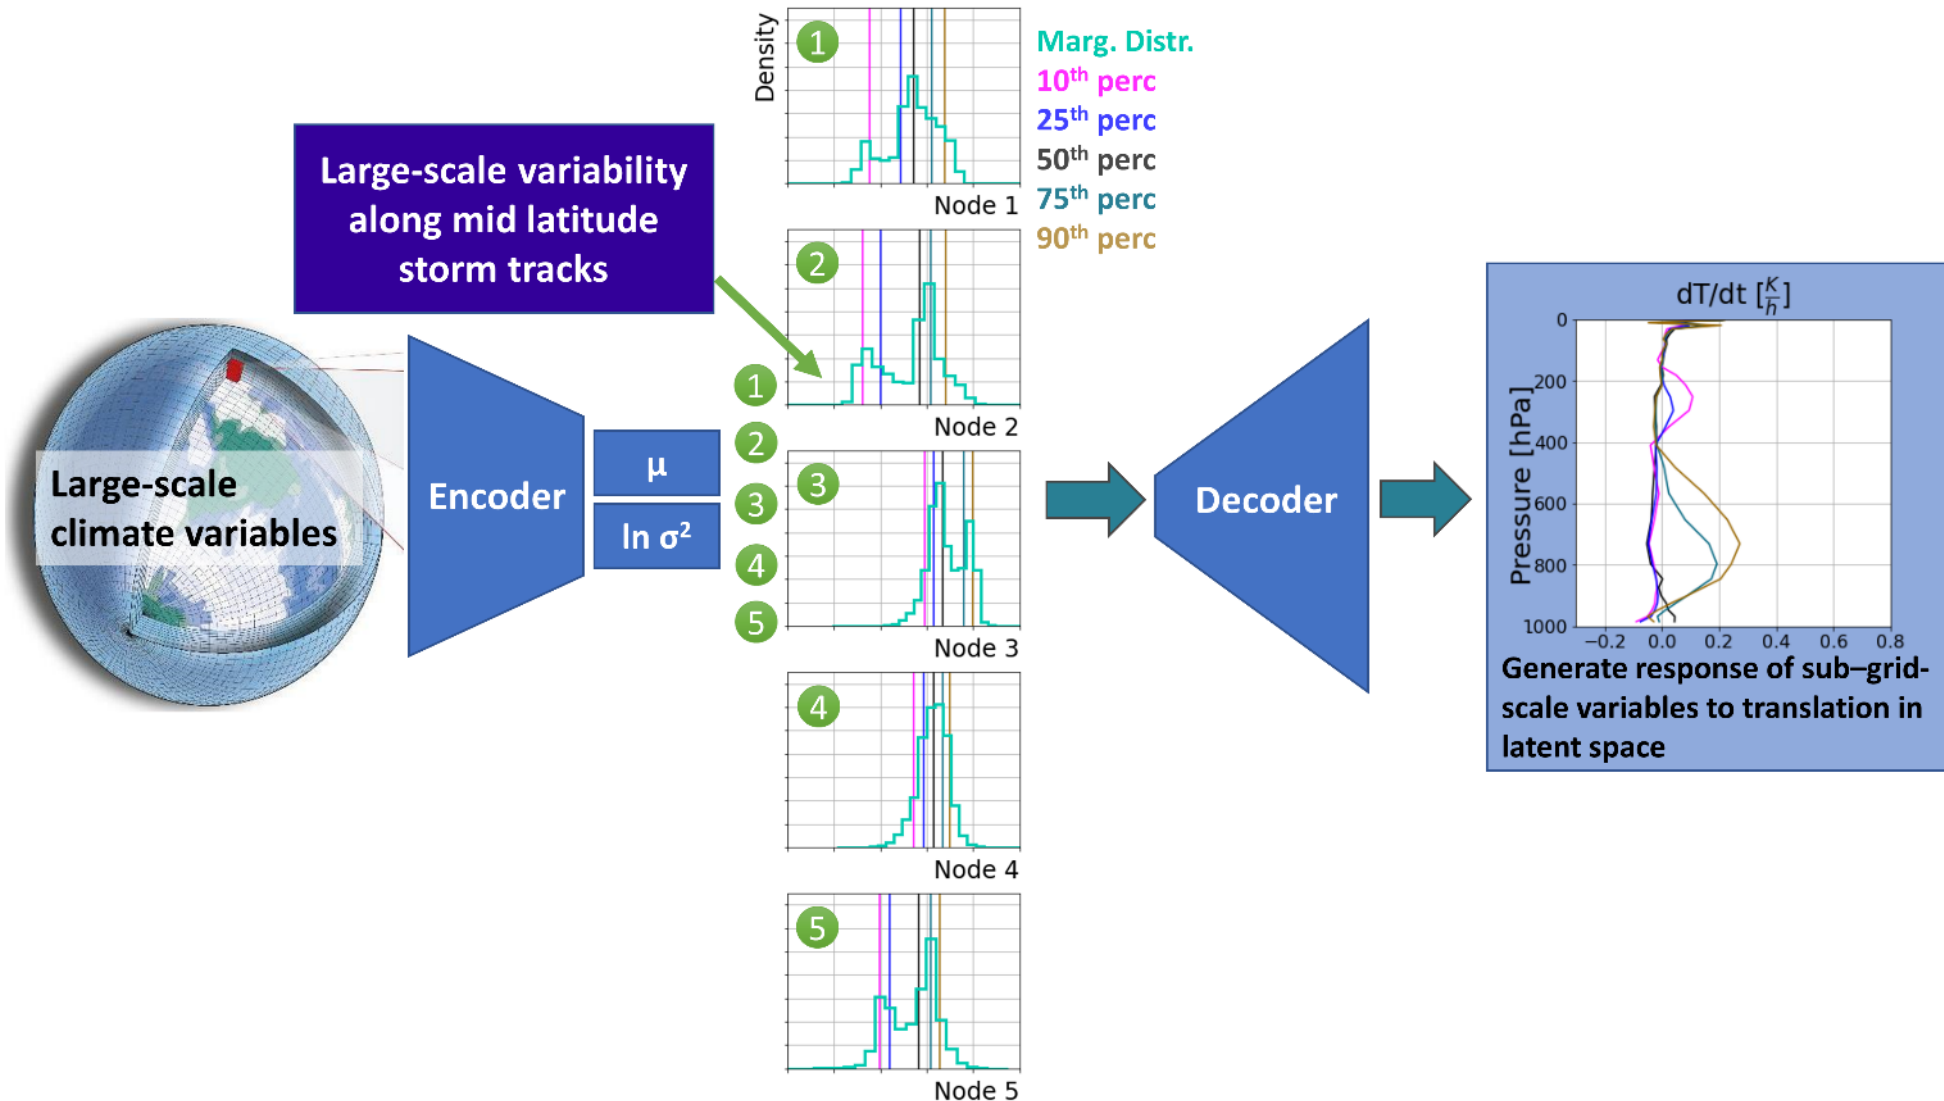 Large-scale variability
along mid latitude
storm tracks
Large-scale
climate variables
Encoder
μ
ln σ²
1
2
3
4
5
Density
1
Node 1
2
Node 2
3
Node 3
4
Node 4
5
Node 5
Marg. Distr.
10th perc
25th perc
50th perc
75th perc
90th perc
Decoder
dT/dt [K/h]
Pressure [hPa]
0
200
400
600
800
1000
−0.2 0.0 0.2 0.4 0.6 0.8
Generate response of sub–grid-
scale variables to translation in
latent space